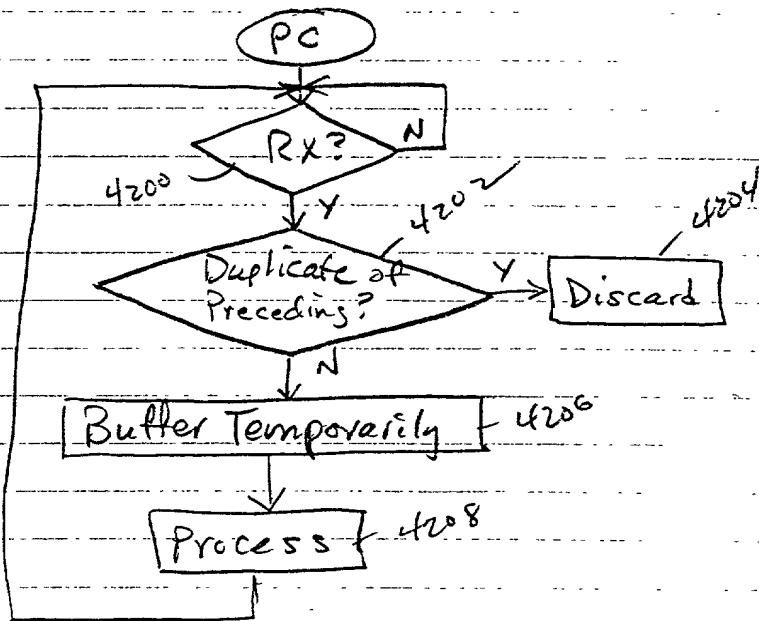 PC
Rx?
N
4200
Y
4202
4204
Duplicate of
Preceding?
Y
Discard
N
Buffer Temporarily
4206
Process
4208